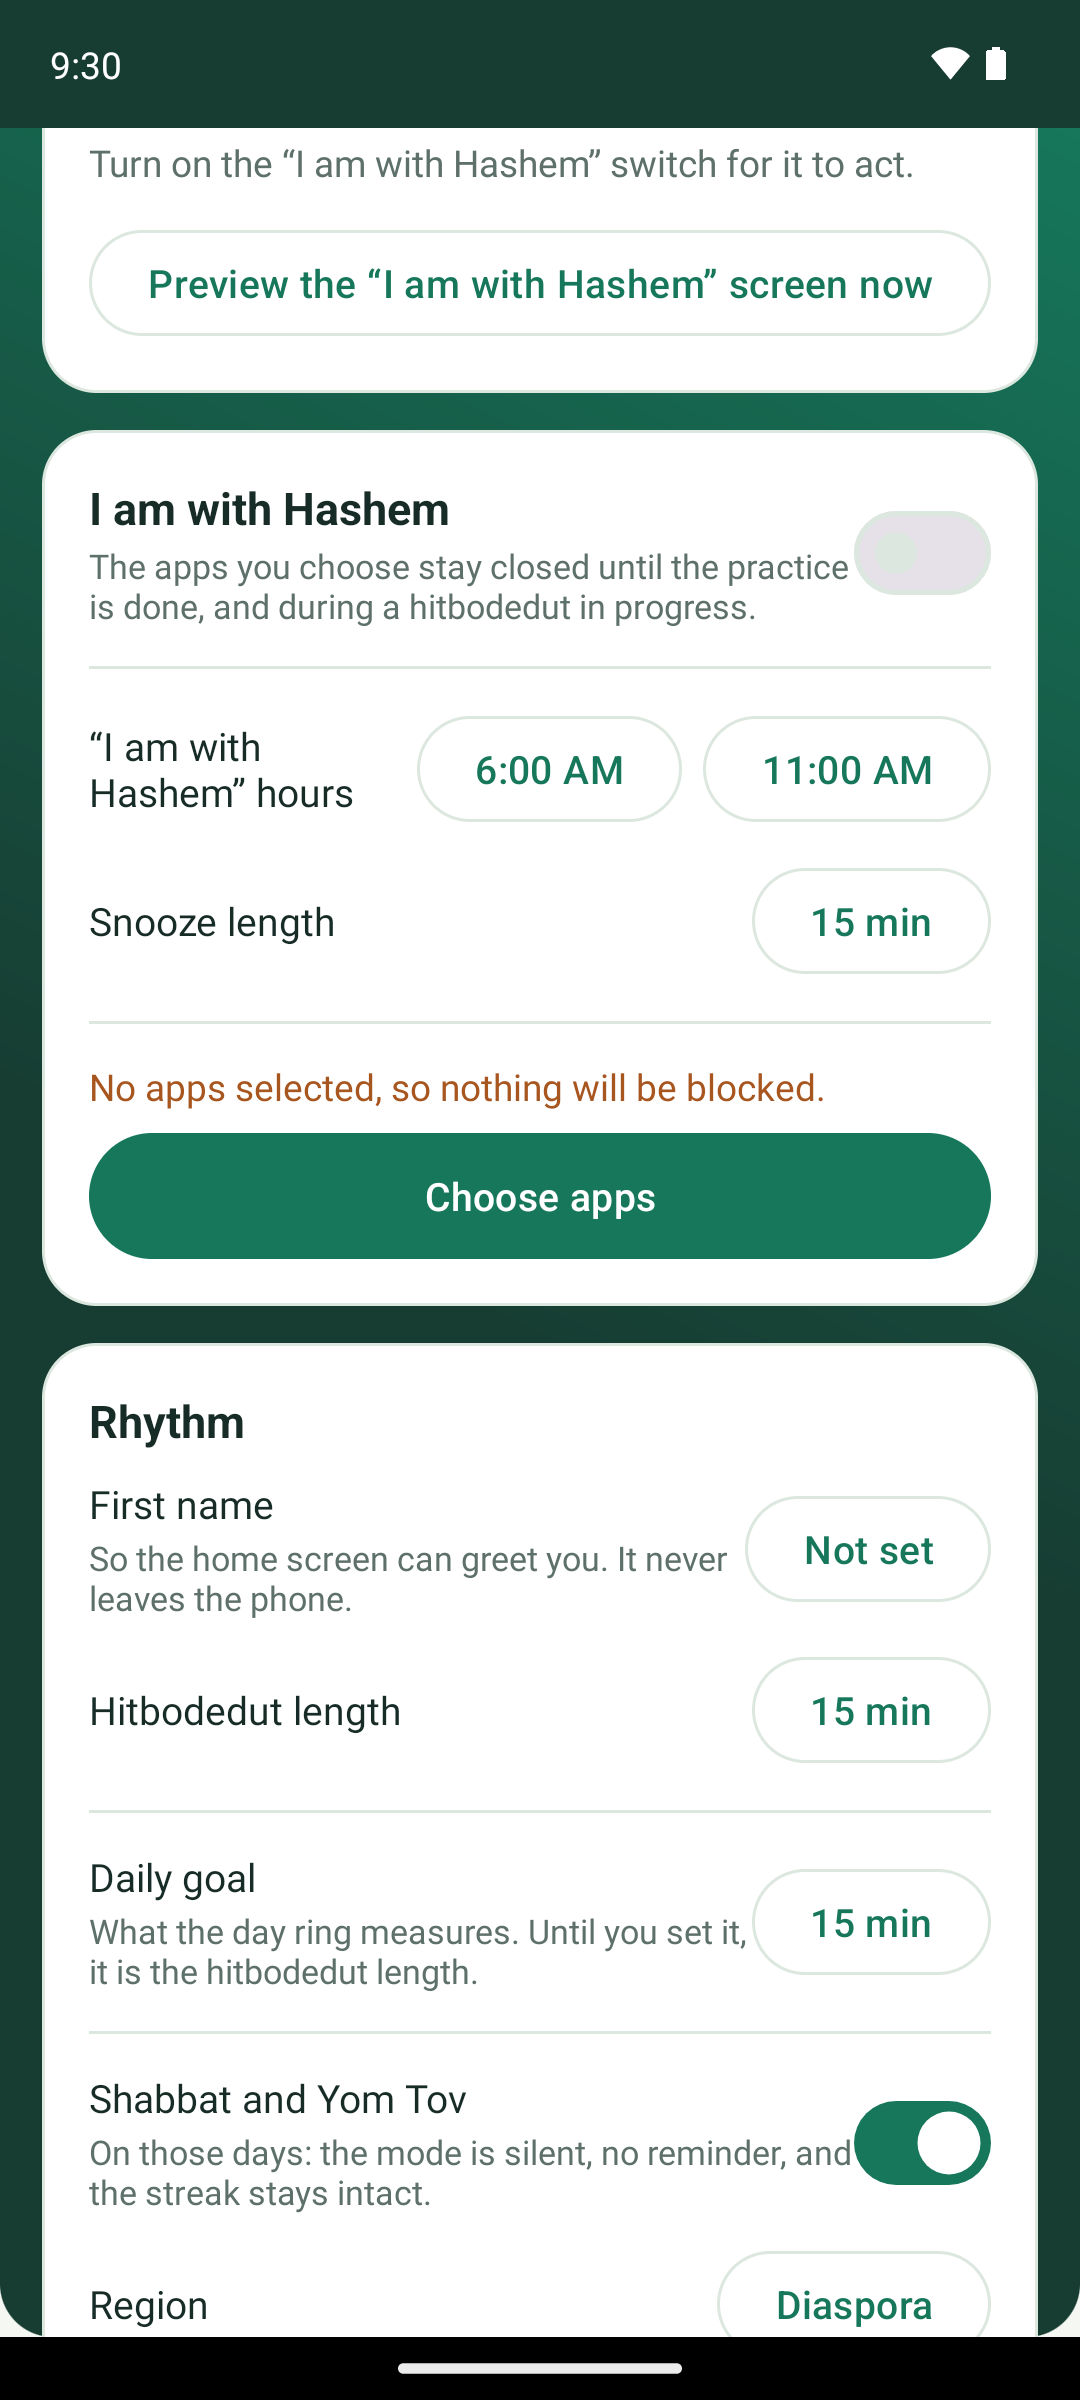 9:30
Turn on the “I am with Hashem” switch for it to act.
Preview the “I am with Hashem” screen now
I am with Hashem
The apps you choose stay closed until the practice
is done, and during a hitbodedut in progress.
“I am with
Hashem” hours
6:00 AM
11:00 AM
Snooze length
15 min
No apps selected, so nothing will be blocked.
Choose apps
Rhythm
First name
So the home screen can greet you. It never
leaves the phone.
Not set
Hitbodedut length
15 min
Daily goal
What the day ring measures. Until you set it,
it is the hitbodedut length.
15 min
Shabbat and Yom Tov
On those days: the mode is silent, no reminder, and
the streak stays intact.
Region
Diaspora